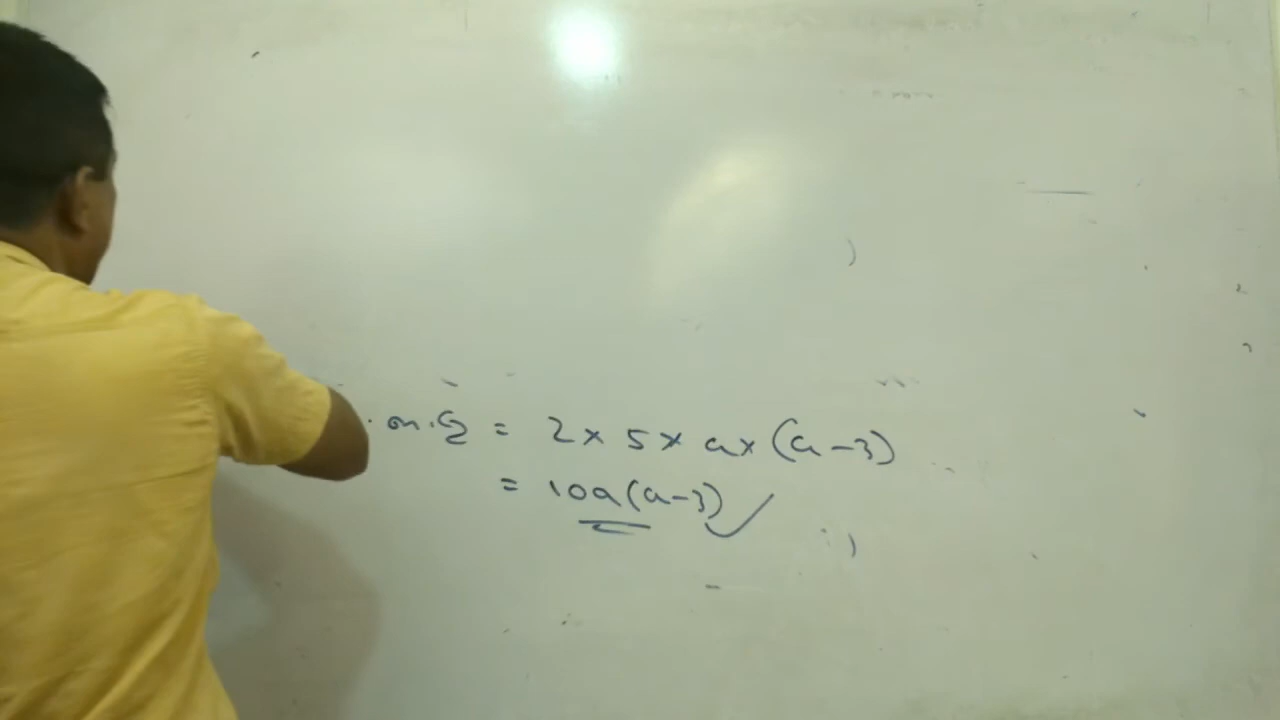 = 2 × 5 × a × (a-3)
= 10a(a-3) ✓